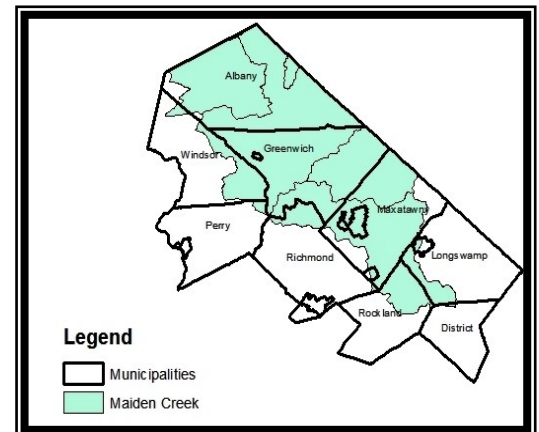 Albany
Greenwich
Windsor
Maxatawny
Perry
Longswamp
Richmond
Rockland
District
Legend
Municipalities
Maiden Creek